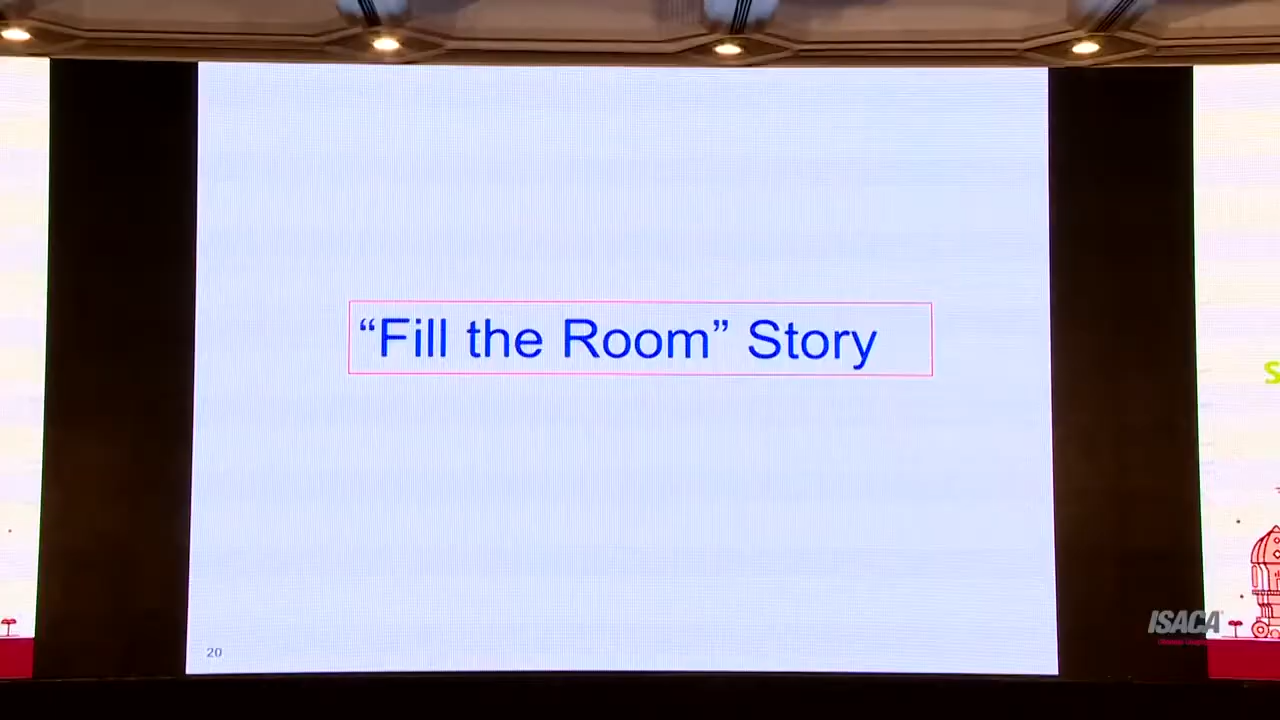 “Fill the Room” Story
S
20
ISACA